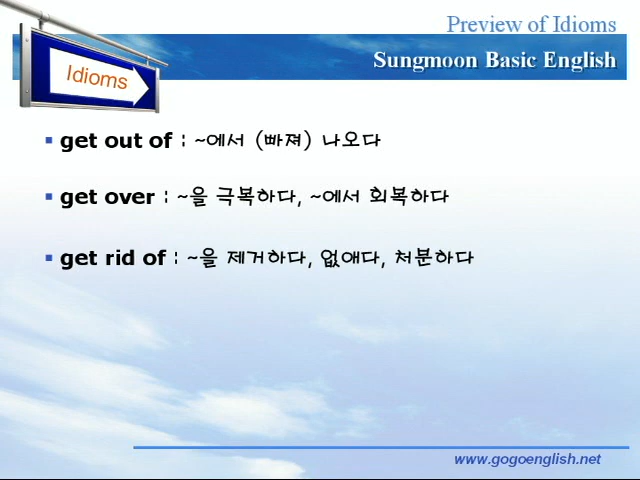 Preview of Idioms
Sungmoon Basic English
Idioms
get out of : ~에서 (빠져) 나오다
get over : ~을 극복하다, ~에서 회복하다
get rid of : ~을 제거하다, 없애다, 처분하다
www.gogoenglish.net